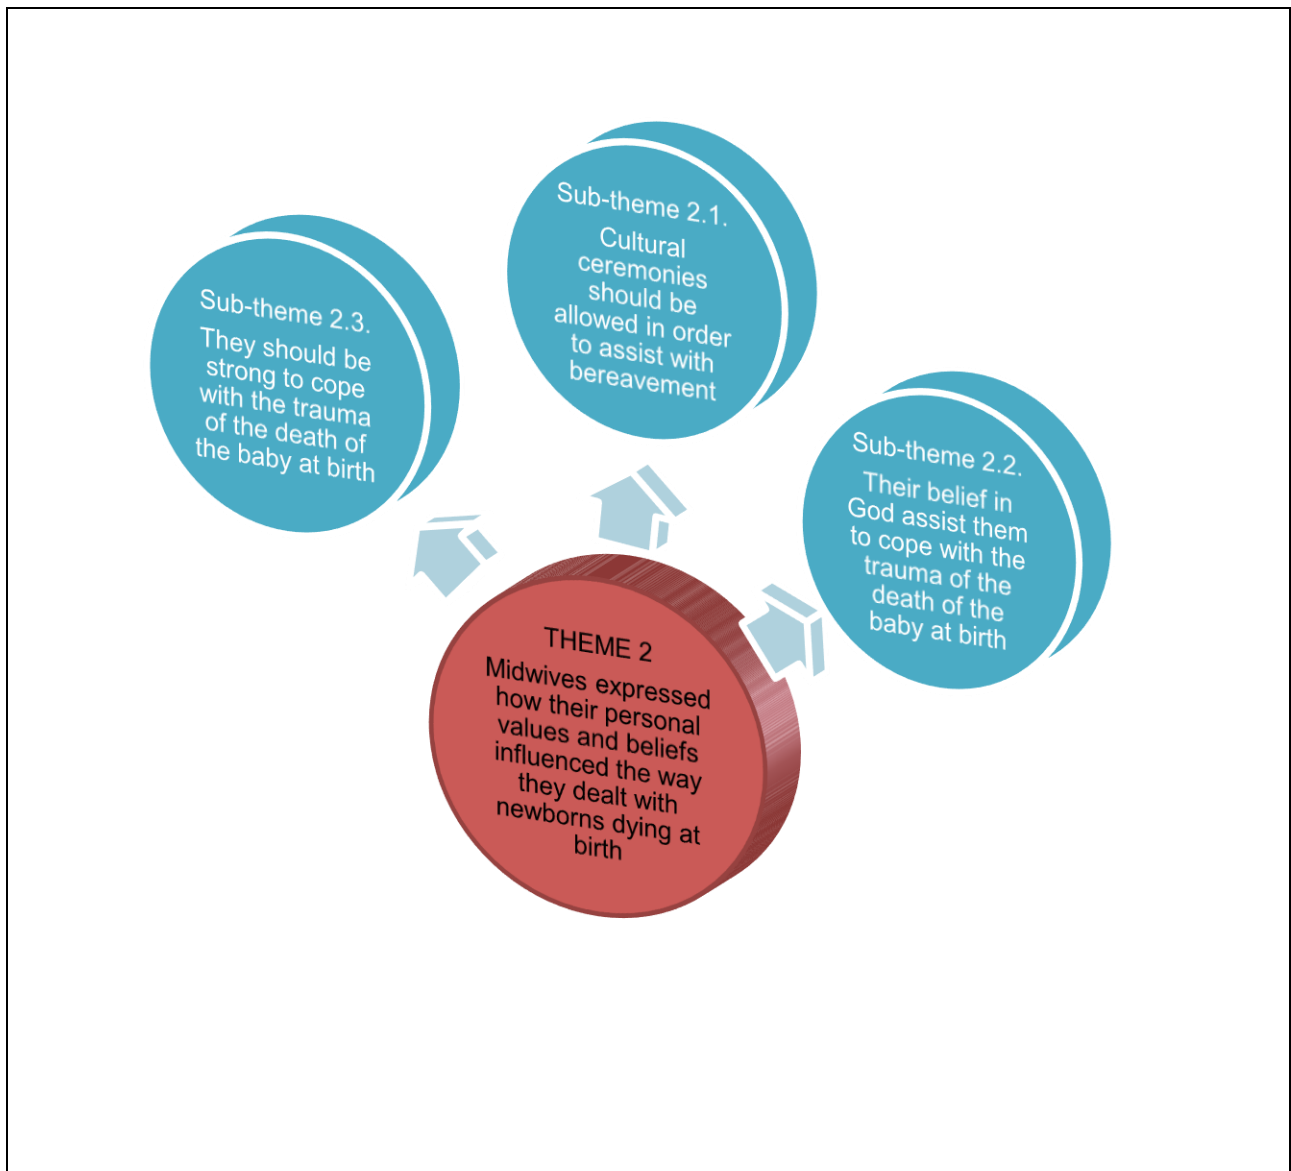 Sub-theme 2.1.
Cultural
ceremonies
should be
allowed in order
to assist with
bereavement
Sub-theme 2.3.
They should be
strong to cope
with the trauma
of the death of
the baby at birth
Sub-theme 2.2.
Their belief in
God assist them
to cope with the
trauma of the
death of the
baby at birth
THEME 2
Midwives expressed
how their personal
values and beliefs
influenced the way
they dealt with
newborns dying at
birth